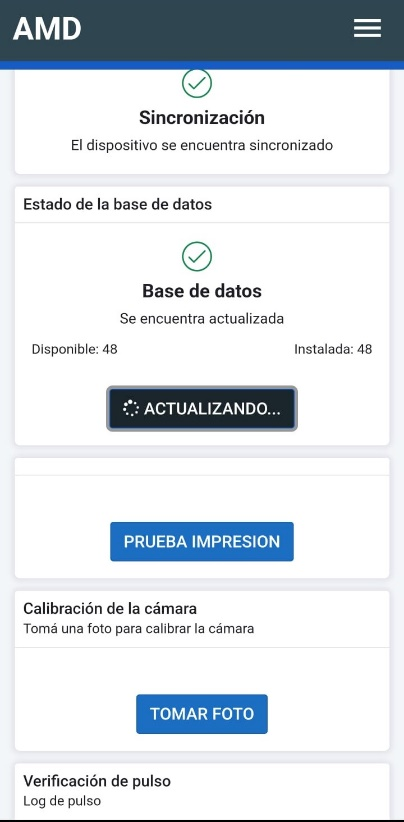 AMD
Sincronización
El dispositivo se encuentra sincronizado
Estado de la base de datos
Base de datos
Se encuentra actualizada
Disponible: 48 Instalada: 48
ACTUALIZANDO...
PRUEBA IMPRESION
Calibración de la cámara
Tomá una foto para calibrar la cámara
TOMAR FOTO
Verificación de pulso
Log de pulso